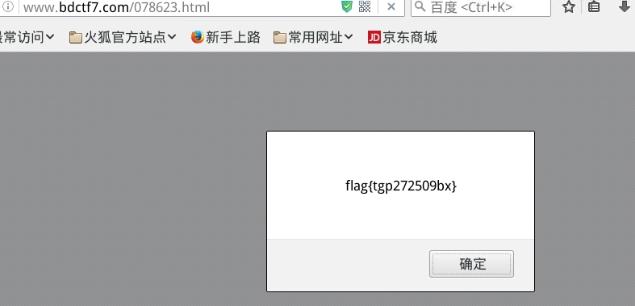 www.bdctf7.com/078623.html
百度 <Ctrl+K>
常访问
火狐官方站点
新手上路
常用网址
JD
京东商城
flag{tgp272509bx}
确定